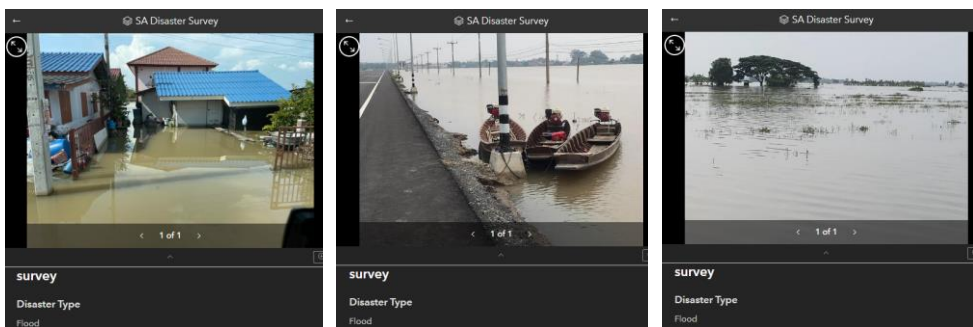 ← SA Disaster Survey
< 1 of 1 >
survey
Disaster Type
Flood
← SA Disaster Survey
< 1 of 1 >
survey
Disaster Type
Flood
← SA Disaster Survey
< 1 of 1 >
survey
Disaster Type
Flood